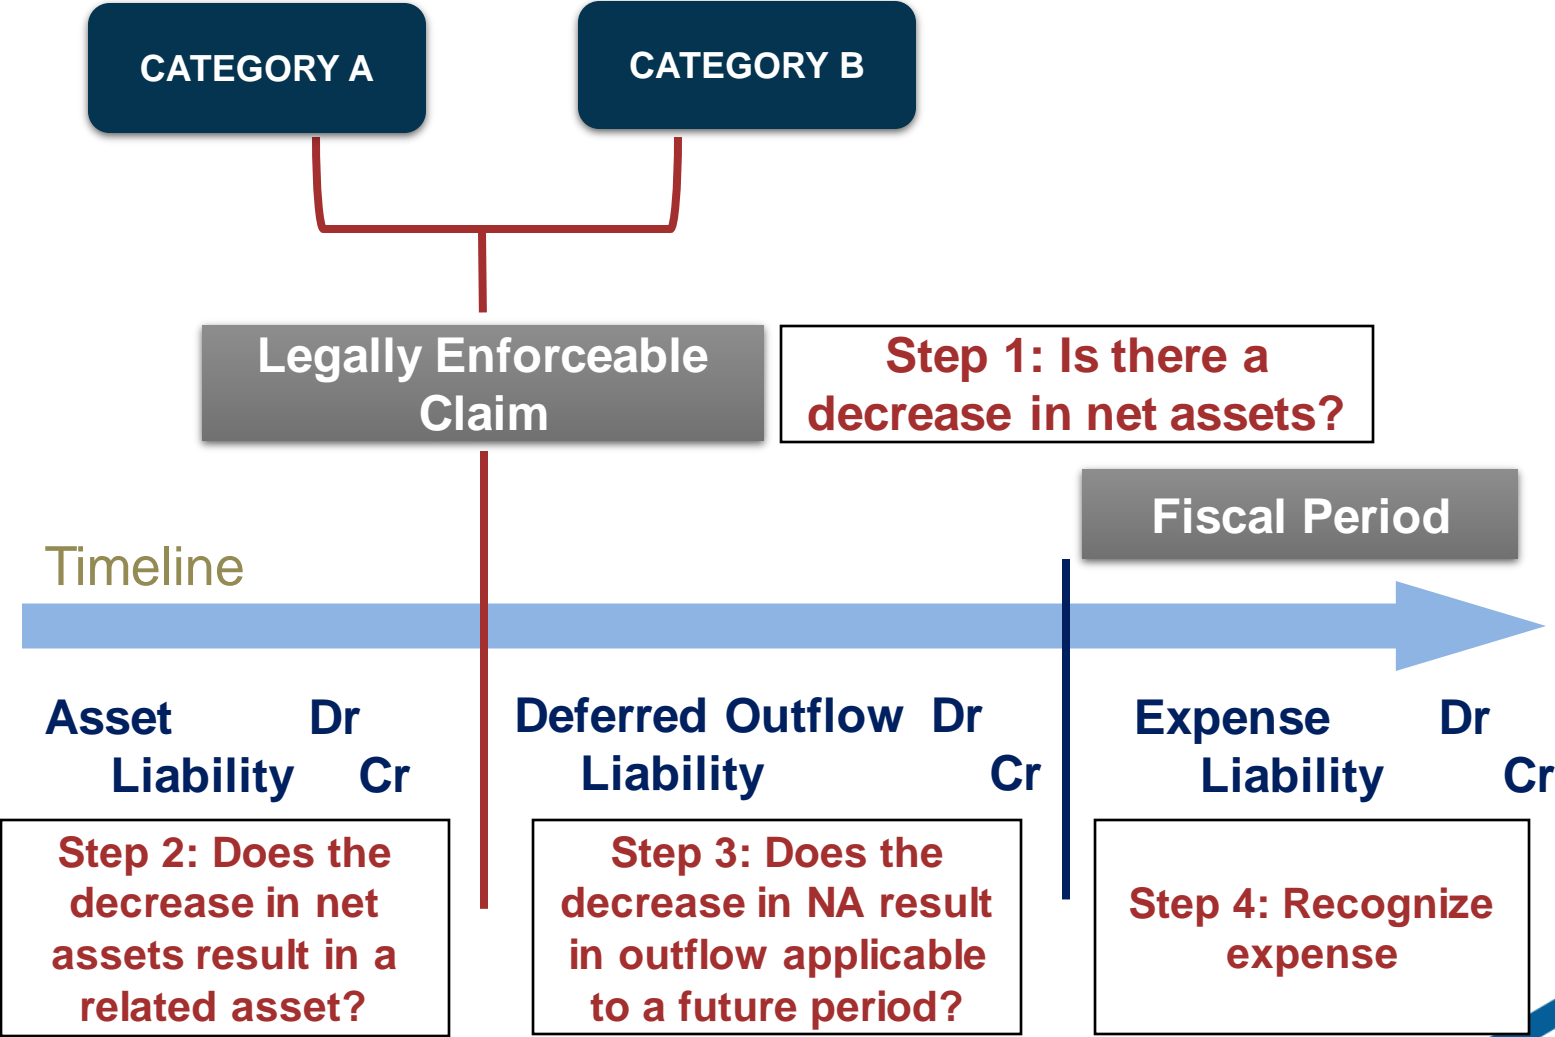 CATEGORY A
CATEGORY B
Legally Enforceable
Claim
Step 1: Is there a
decrease in net assets?
Fiscal Period
Timeline
Asset Dr
Liability Cr
Deferred Outflow Dr
Liability Cr
Expense Dr
Liability Cr
Step 2: Does the
decrease in net
assets result in a
related asset?
Step 3: Does the
decrease in NA result
in outflow applicable
to a future period?
Step 4: Recognize
expense